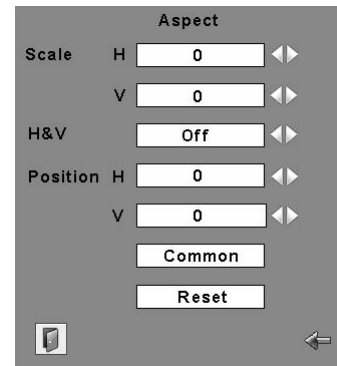 Aspect
Scale H 0
V 0
H&V Off
Position H 0
V 0
Common
Reset